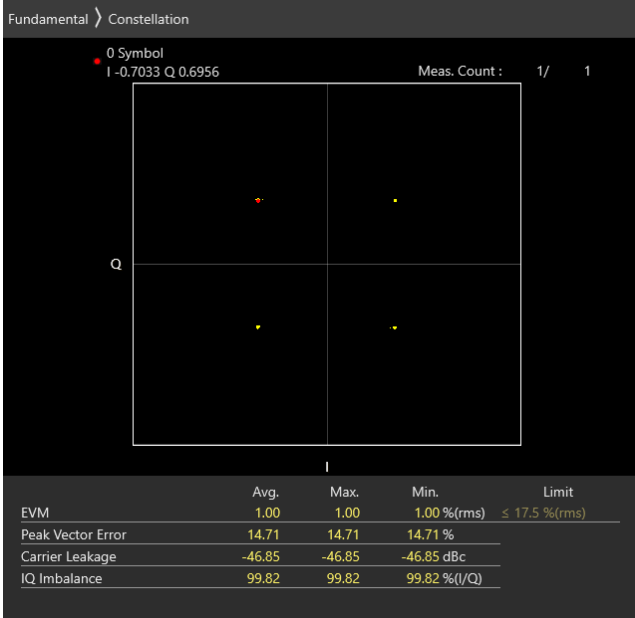 Fundamental 〉 Constellation
0 Symbol
I -0.7033 Q 0.6956
Meas. Count : 1/ 1
Q
I
Avg. Max. Min. Limit
EVM 1.00 1.00 1.00 %(rms) ≤ 17.5 %(rms)
Peak Vector Error 14.71 14.71 14.71 %
Carrier Leakage -46.85 -46.85 -46.85 dBc
IQ Imbalance 99.82 99.82 99.82 %(I/Q)